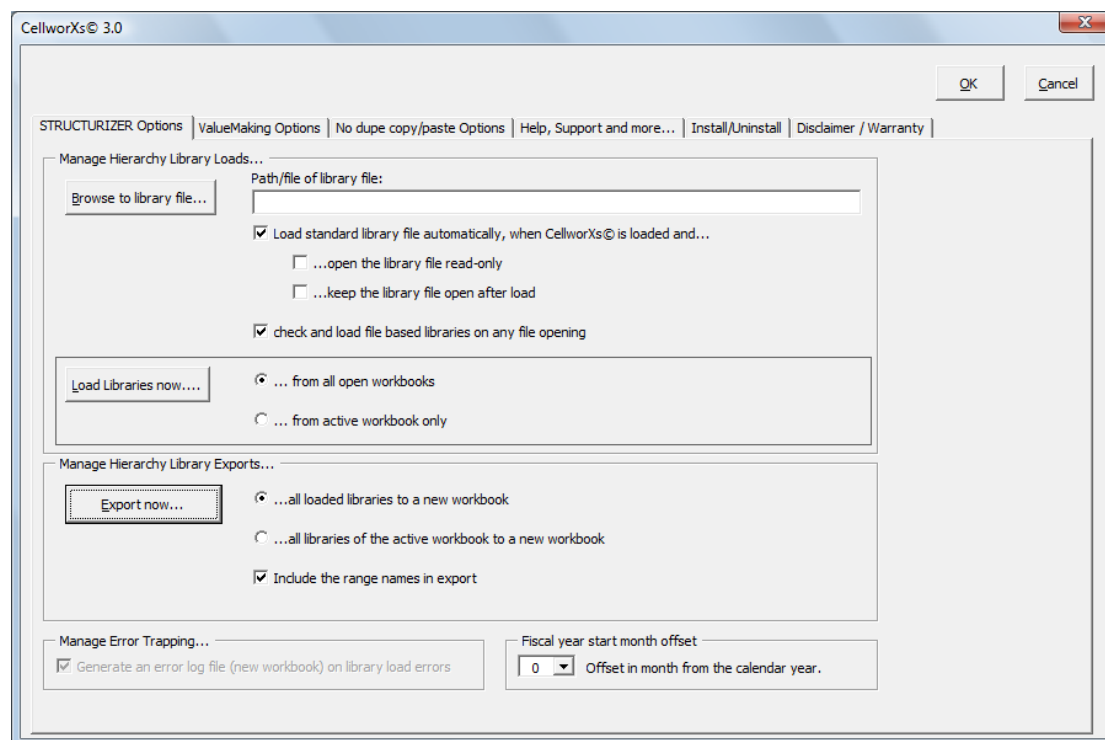 CellworXs© 3.0
OK Cancel
STRUCTURIZER Options ValueMaking Options No dupe copy/paste Options Help, Support and more... Install/Uninstall Disclaimer / Warranty
Manage Hierarchy Library Loads...
Path/file of library file:
Browse to library file...
Load standard library file automatically, when CellworXs© is loaded and...
...open the library file read-only
...keep the library file open after load
check and load file based libraries on any file opening
Load Libraries now....
... from all open workbooks
... from active workbook only
Manage Hierarchy Library Exports...
Export now...
...all loaded libraries to a new workbook
...all libraries of the active workbook to a new workbook
Include the range names in export
Manage Error Trapping...
Generate an error log file (new workbook) on library load errors
Fiscal year start month offset
0 Offset in month from the calendar year.